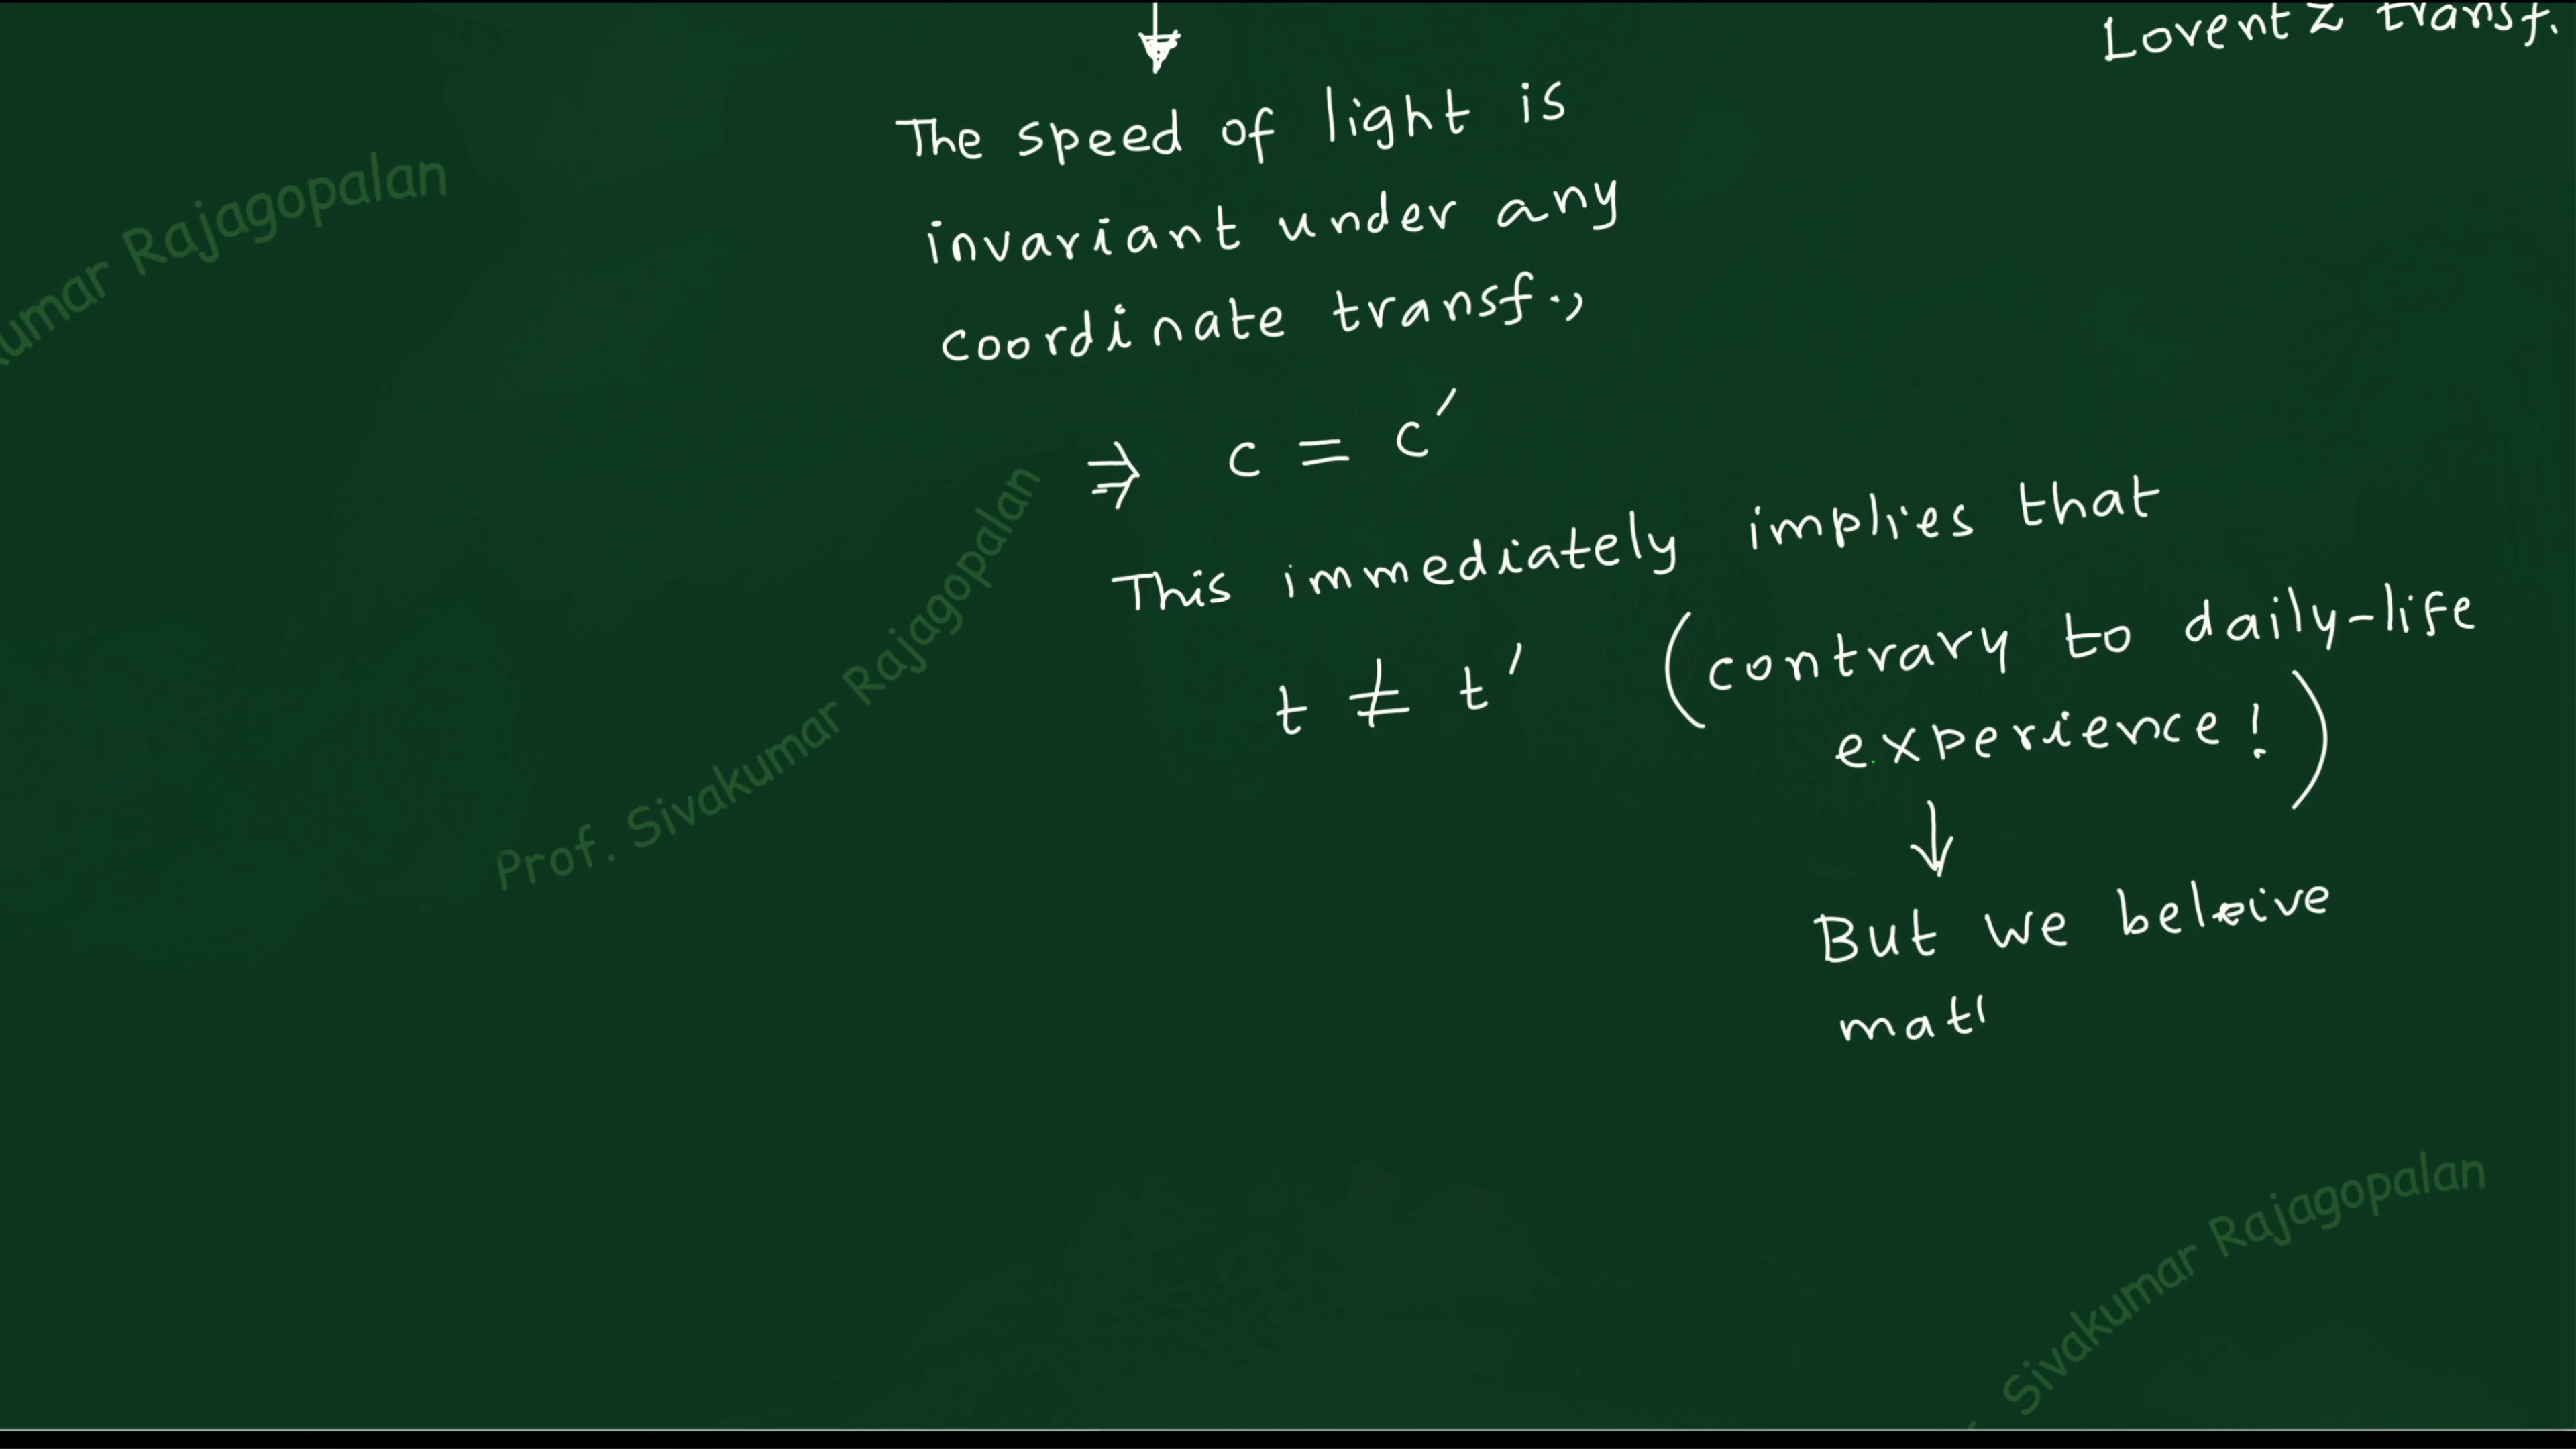 Lorentz transf.
The speed of light is
invariant under any
coordinate transf.,
⇒ c = c′
This immediately implies that
t ≠ t′ (contrary to daily-life
experience!)
But we beleive
mat
umar Rajagopalan
Prof. Sivakumar Rajagopalan
Sivakumar Rajagopalan